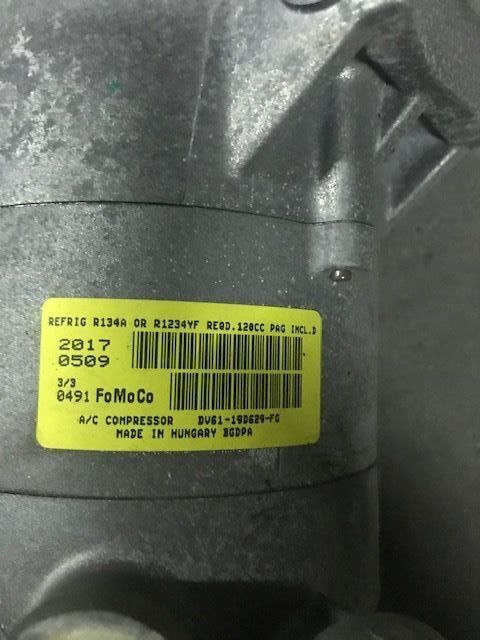 REFRIG R134A OR R1234YF REQD.120CC PAG INCL.D
2017
0509
3/3
0491 FoMoCo
A/C COMPRESSOR DV61-19D629-FG
MADE IN HUNGARY BGDPA